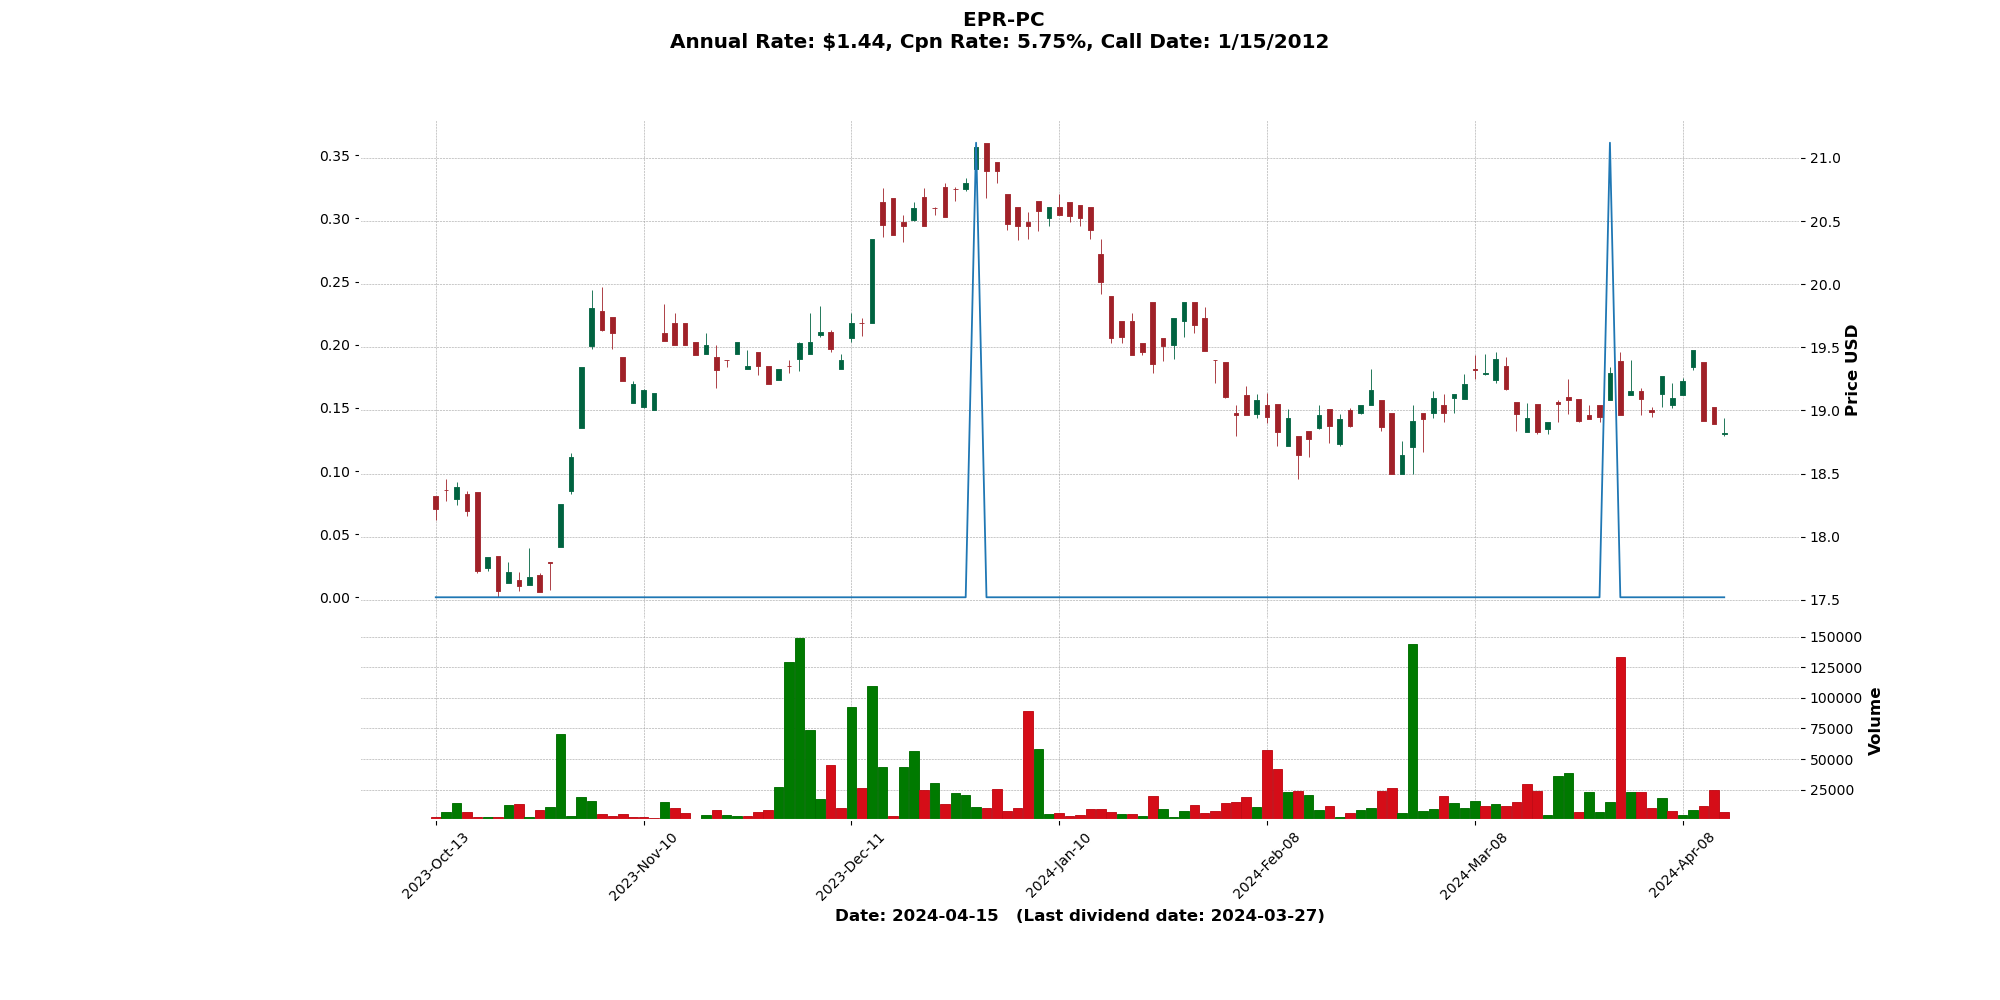 EPR-PC
Annual Rate: $1.44, Cpn Rate: 5.75%, Call Date: 1/15/2012
0.35
0.30
0.25
0.20
0.15
0.10
0.05
0.00
21.0
20.5
20.0
19.5
19.0
18.5
18.0
17.5
Price USD
150000
125000
100000
75000
50000
25000
Volume
2023-Oct-13
2023-Nov-10
2023-Dec-11
2024-Jan-10
2024-Feb-08
2024-Mar-08
2024-Apr-08
Date: 2024-04-15 (Last dividend date: 2024-03-27)